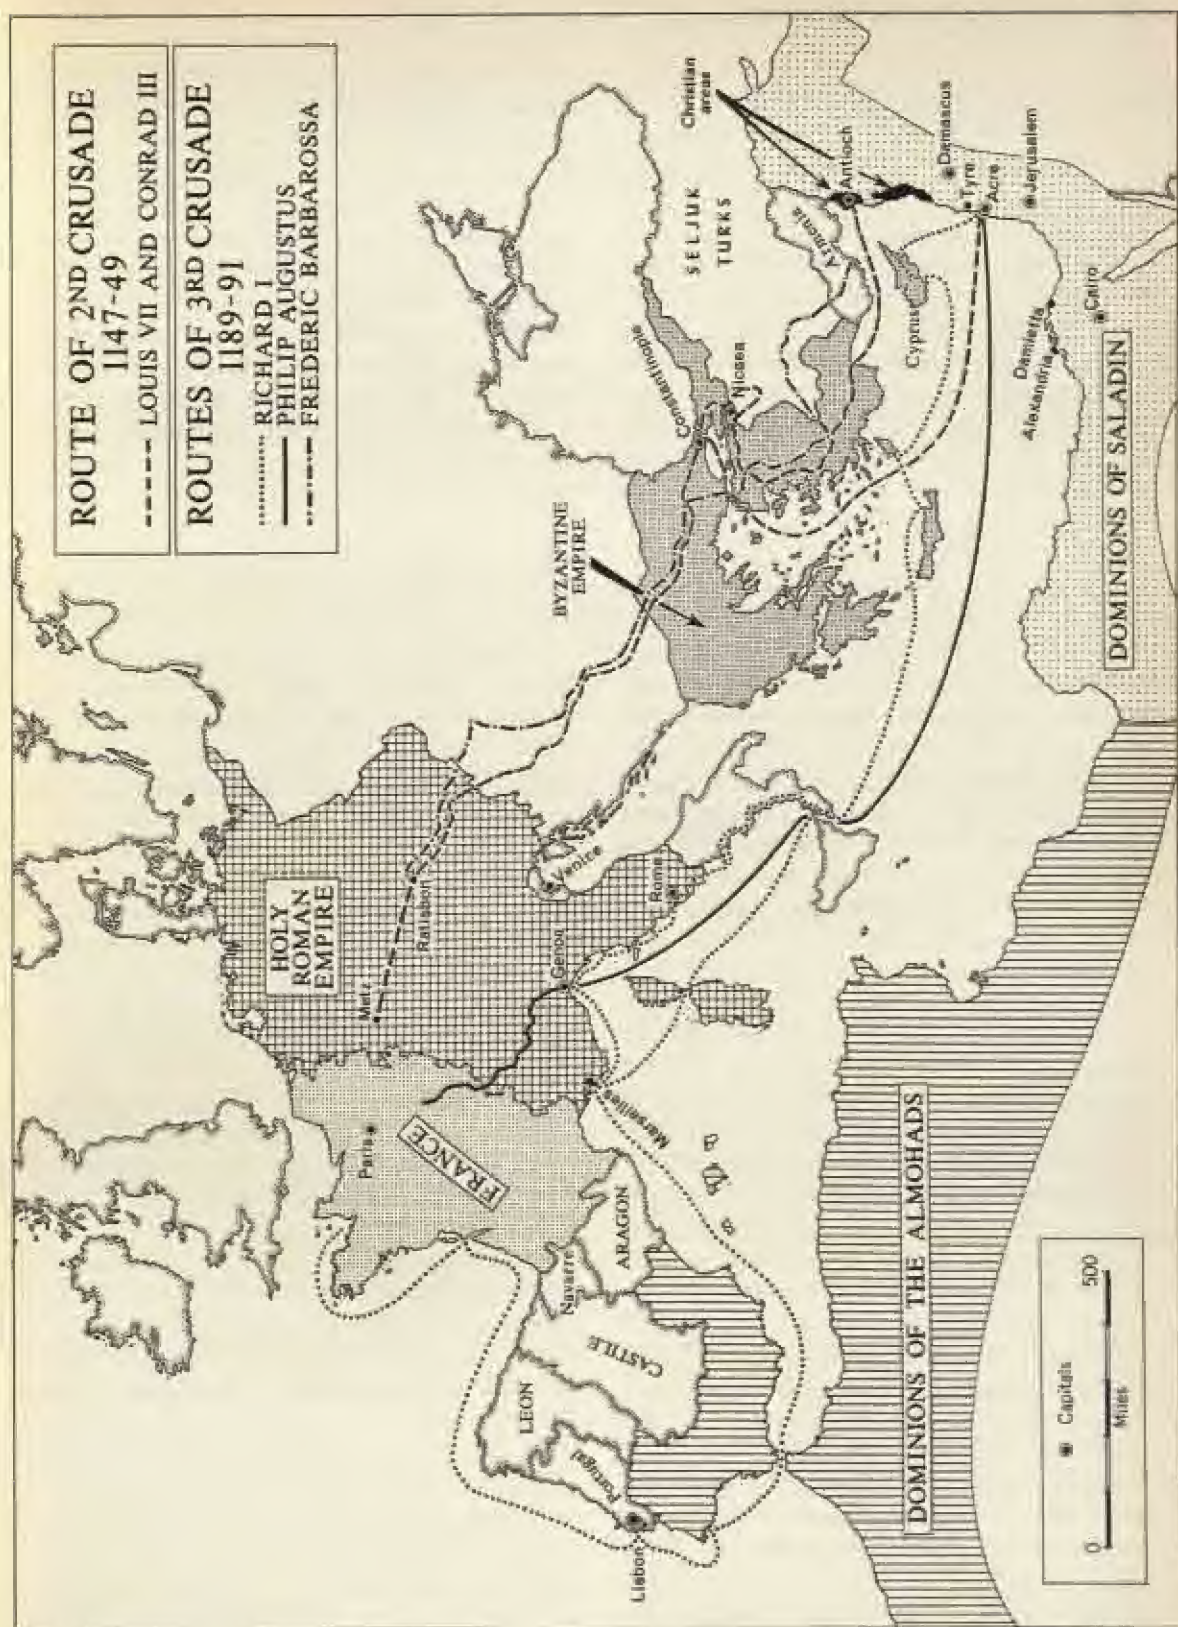 ROUTE OF 2ND CRUSADE
1147-49
LOUIS VII AND CONRAD III
ROUTES OF 3RD CRUSADE
1189-91
RICHARD I
PHILIP AUGUSTUS
FREDERIC BARBAROSSA
HOLY
ROMAN
EMPIRE
Metz
Ratisbon
Paris
FRANCE
Genoa
Venice
Rome
Marseilles
Navarre
ARAGON
CASTILE
LEON
Portugal
Lisbon
BYZANTINE
EMPIRE
Constantinople
Nicaea
SELJUK
TURKS
Armenia
Christian
areas
Antioch
Damascus
Tyre
Acre
Jerusalem
Cyprus
Damietta
Alexandria
Cairo
DOMINIONS OF SALADIN
DOMINIONS OF THE ALMOHADS
Capitals
0
500
Miles